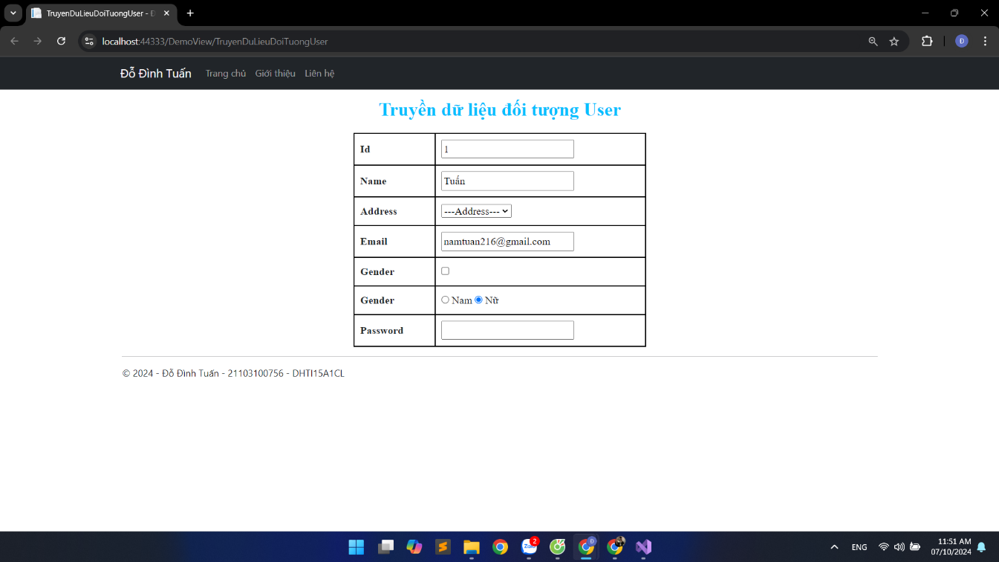 TruyenDuLieuDoiTuongUser - Đ
localhost:44333/DemoView/TruyenDuLieuDoiTuongUser
Đ
Đỗ Đình Tuấn Trang chủ Giới thiệu Liên hệ
Truyền dữ liệu đối tượng User
Id 1
Name Tuấn
Address ---Address---
Email namtuan216@gmail.com
Gender
Gender Nam Nữ
Password
© 2024 - Đỗ Đình Tuấn - 21103100756 - DHTI15A1CL
Zalo 2
ENG
11:51 AM
07/10/2024